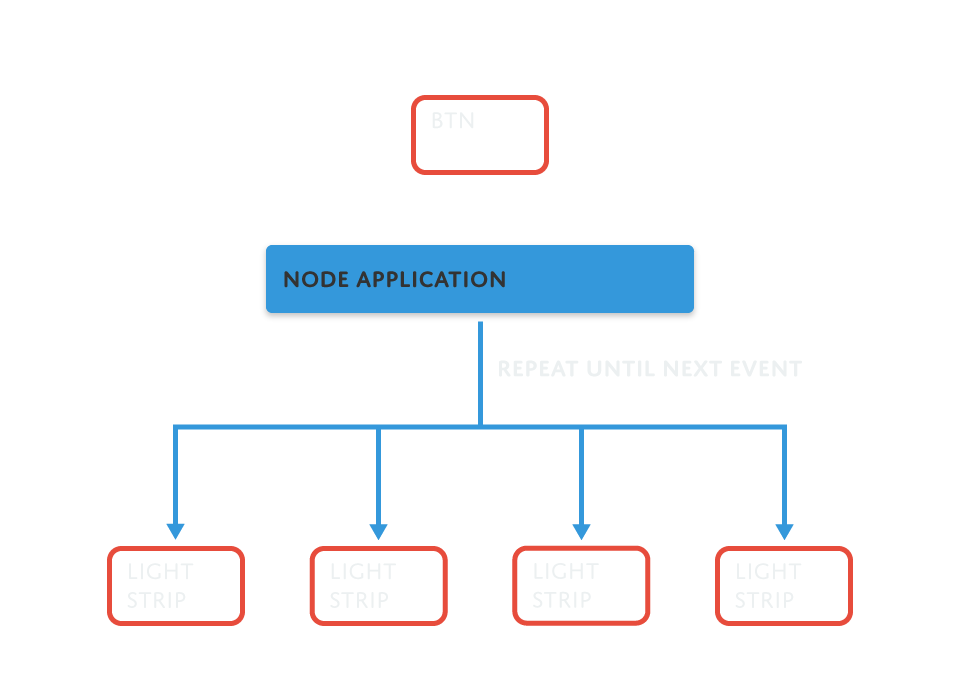 BTN
NODE APPLICATION
REPEAT UNTIL NEXT EVENT
LIGHT
STRIP
LIGHT
STRIP
LIGHT
STRIP
LIGHT
STRIP